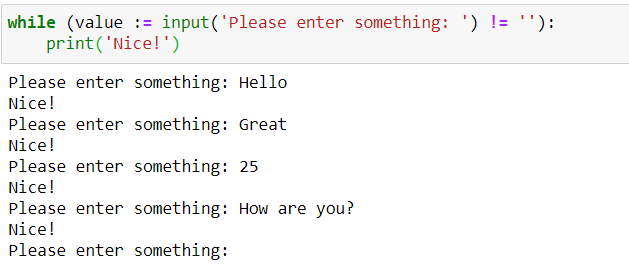 while (value := input('Please enter something: ') != ''):
    print('Nice!')
Please enter something: Hello
Nice!
Please enter something: Great
Nice!
Please enter something: 25
Nice!
Please enter something: How are you?
Nice!
Please enter something: